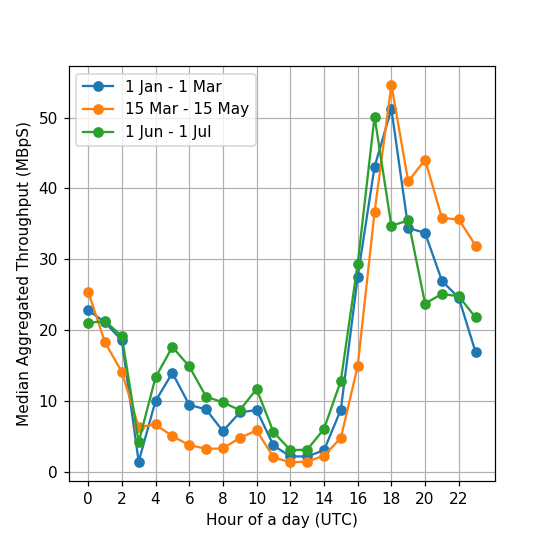 1 Jan - 1 Mar
15 Mar - 15 May
1 Jun - 1 Jul
Median Aggregated Throughput (MBpS)
50
40
30
20
10
0
0 2 4 6 8 10 12 14 16 18 20 22
Hour of a day (UTC)